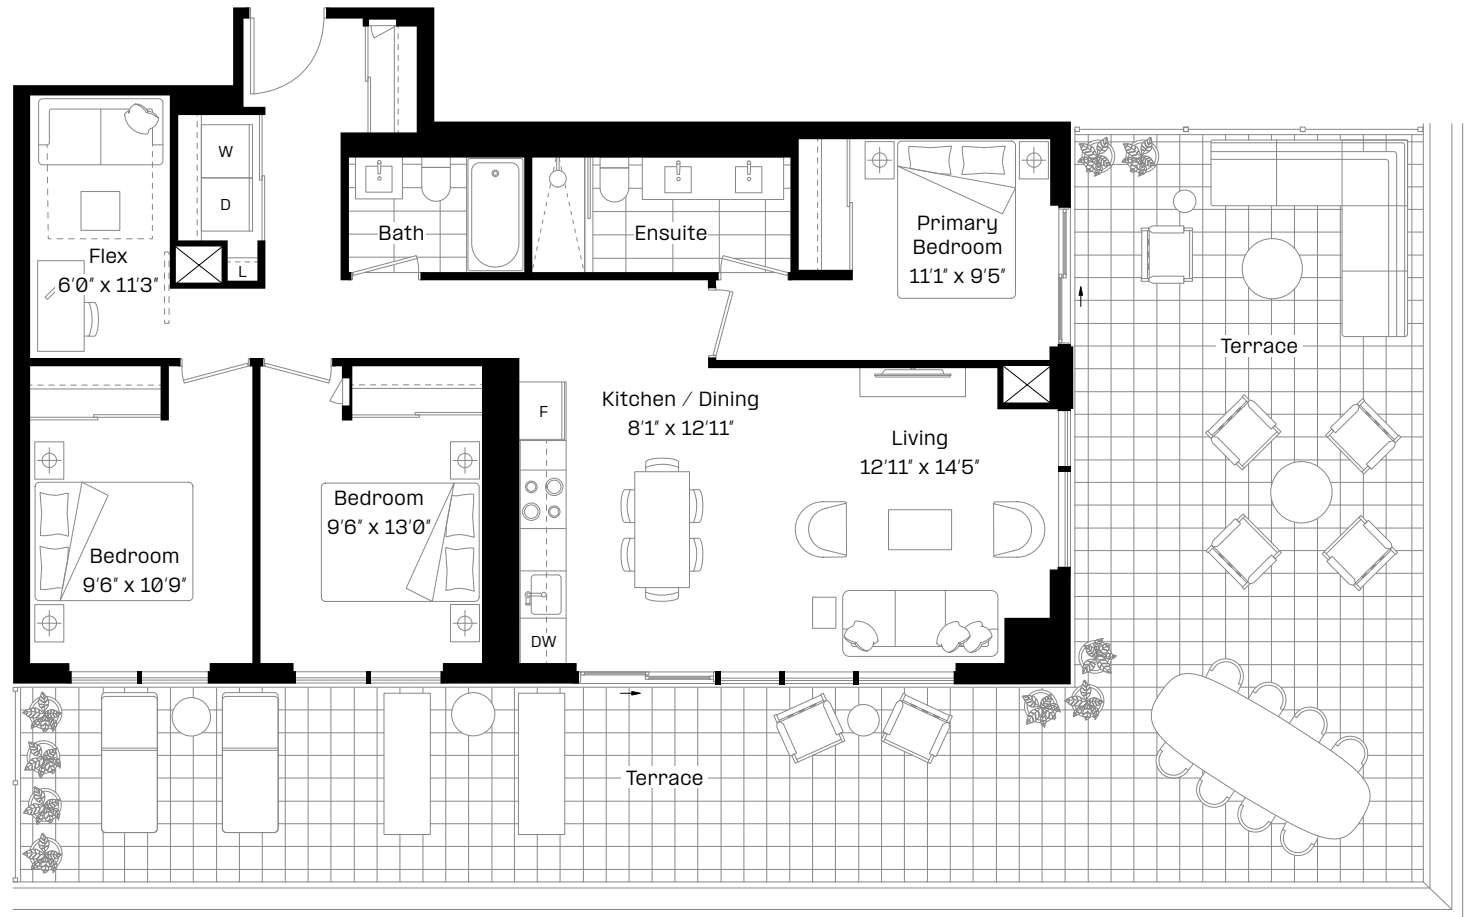 W
D
L
Flex
6'0" x 11'3"
Bath
Ensuite
Primary
Bedroom
11'1" x 9'5"
Terrace
F
Kitchen / Dining
8'1" x 12'11"
Living
12'11" x 14'5"
Bedroom
9'6" x 13'0"
Bedroom
9'6" x 10'9"
DW
Terrace